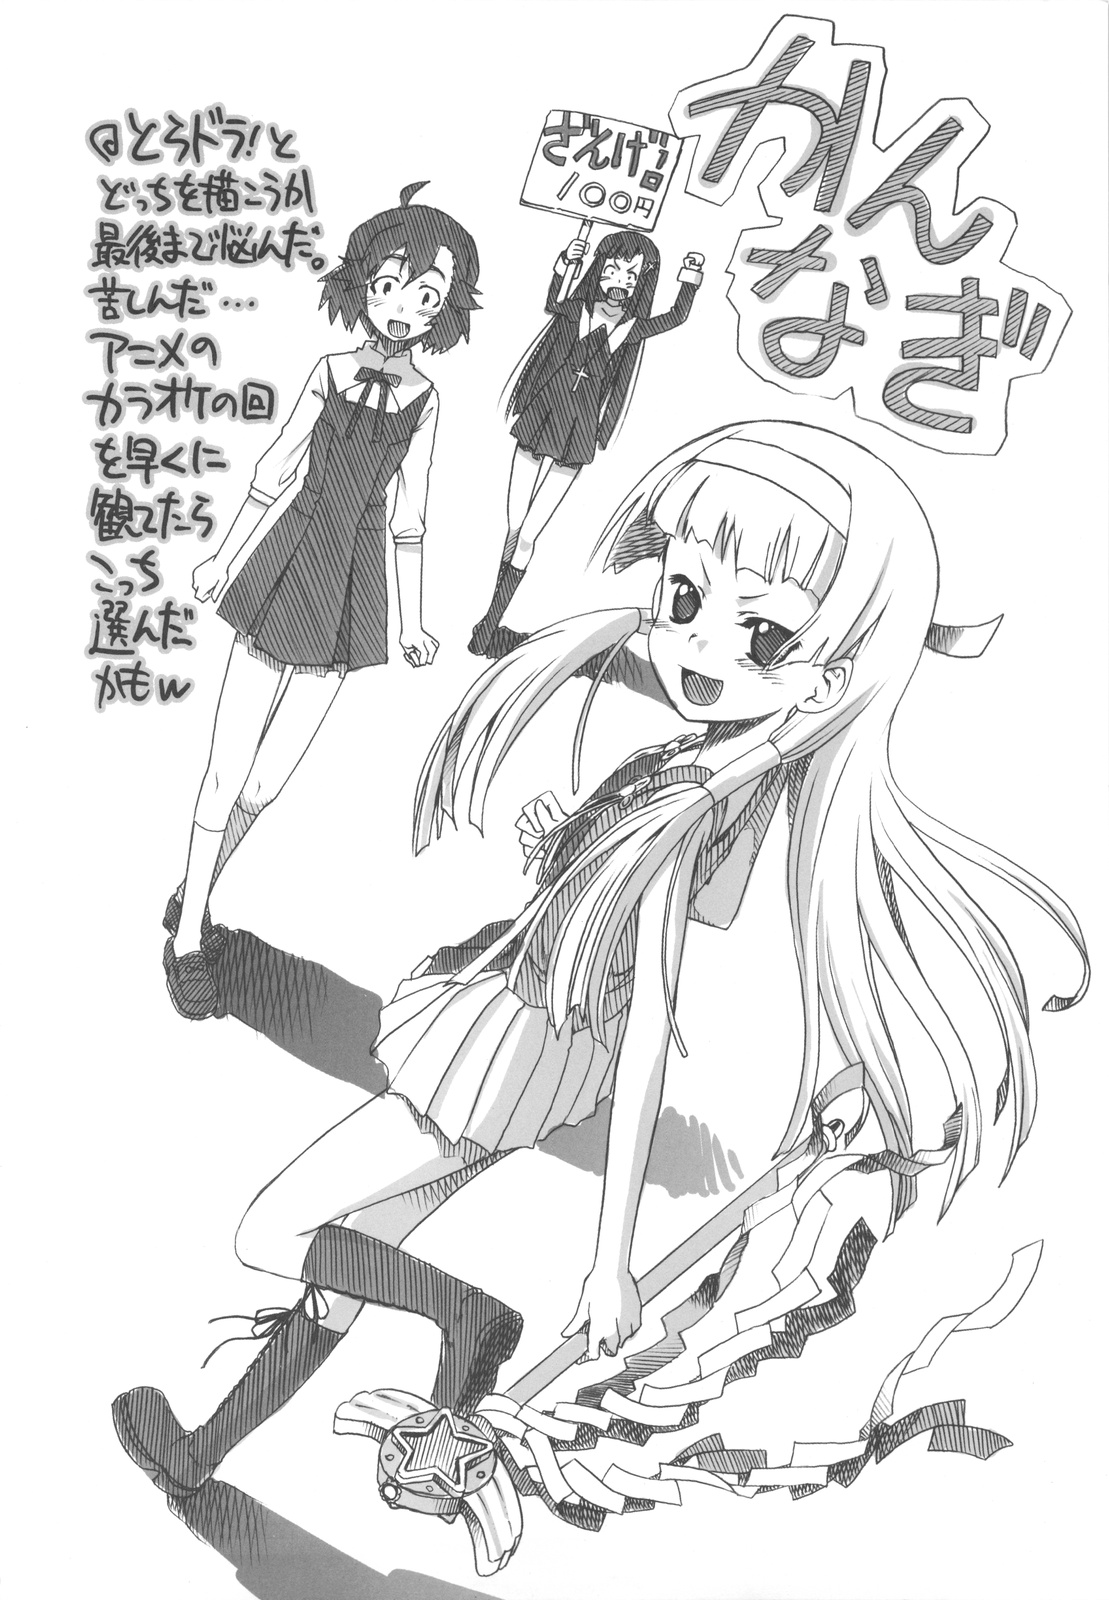 かん
なぎ
ざんげ!
100円
@とらドラ!と
どっちを描こうか
最後まで悩んだ。
苦しんだ…
アニメの
カラオケの回
を早くに
観てたら
こっち
選んだ
かもw